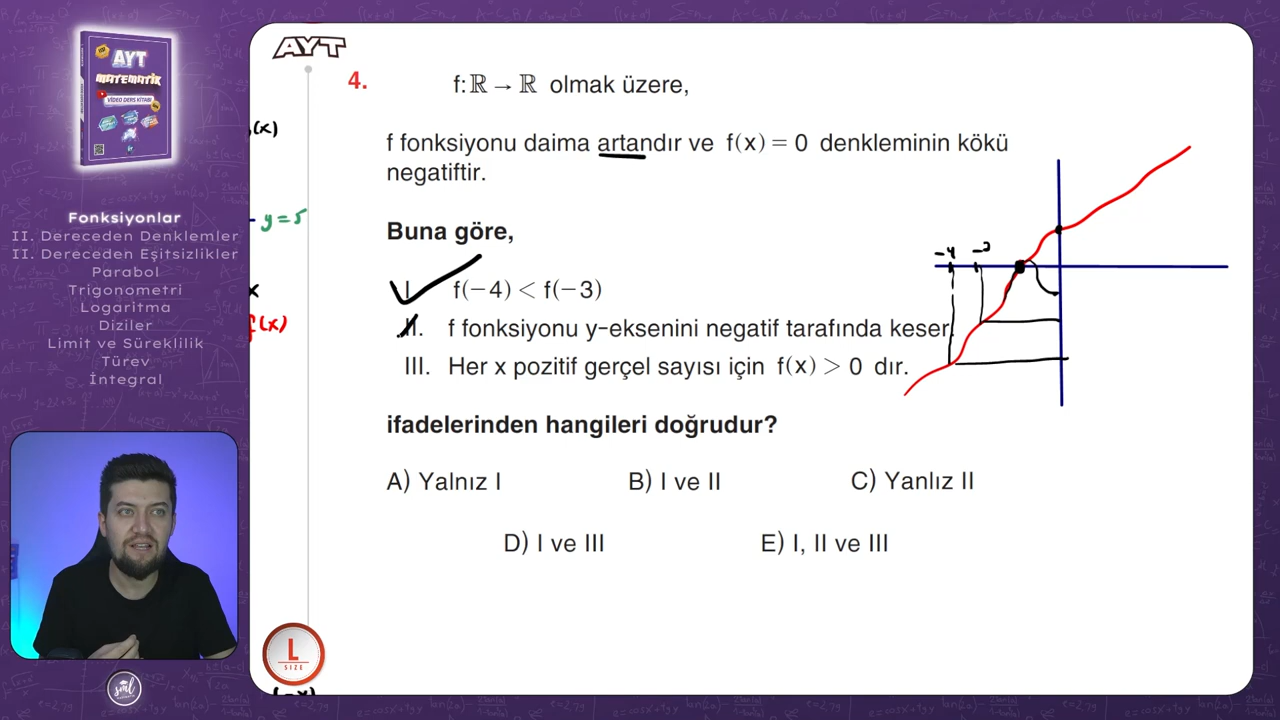 AYT
MATEMATİK
VİDEO DERS KİTABI
Fonksiyonlar
II. Dereceden Denklemler
II. Dereceden Eşitsizlikler
Parabol
Trigonometri
Logaritma
Diziler
Limit ve Süreklilik
Türev
İntegral
sml
(x)
y=5
x
f(x)
AYT
4.
f: ℝ → ℝ olmak üzere,
f fonksiyonu daima artandır ve f(x) = 0 denkleminin kökü
negatiftir.
Buna göre,
I. f(−4) < f(−3)
II. f fonksiyonu y-eksenini negatif tarafında keser.
III. Her x pozitif gerçel sayısı için f(x) > 0 dır.
ifadelerinden hangileri doğrudur?
A) Yalnız I
B) I ve II
C) Yanlız II
D) I ve III
E) I, II ve III
-4
L
SIZE